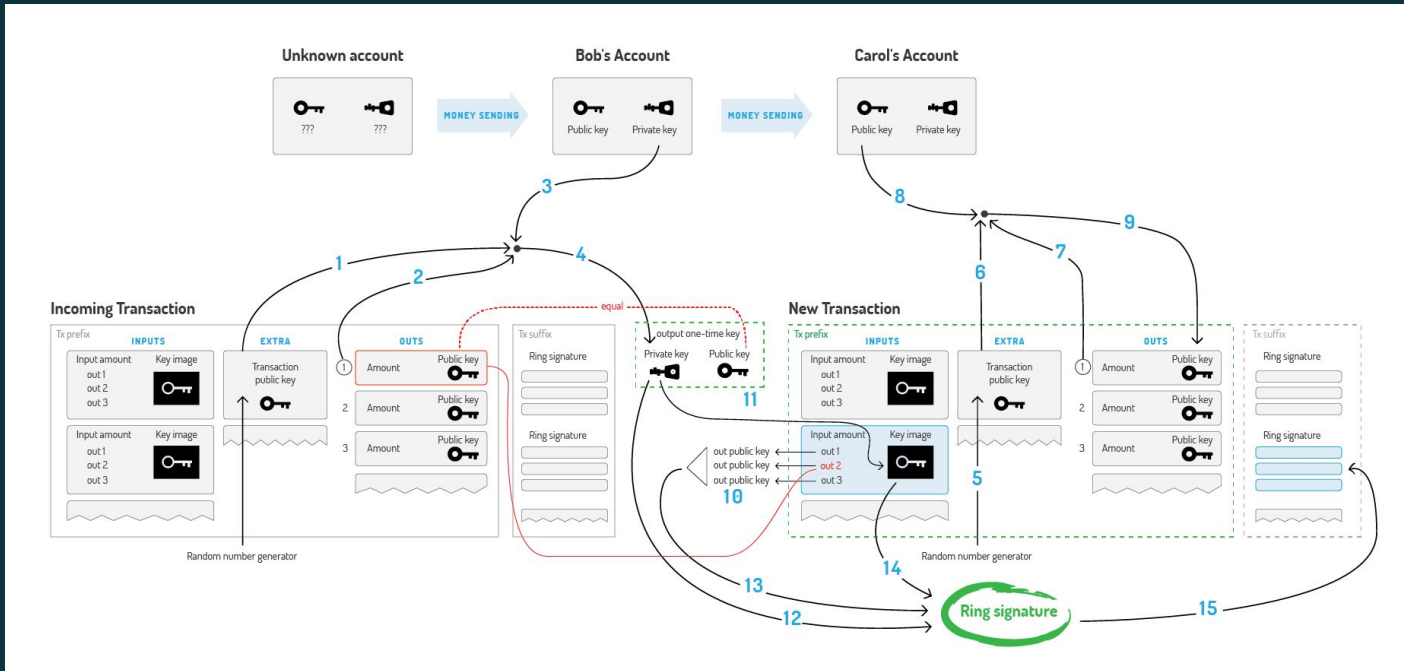 Unknown account
Bob's Account
Carol's Account
???
???
MONEY SENDING
Public key
Private key
MONEY SENDING
Public key
Private key
3
8
9
1
2
4
6
7
Incoming Transaction
Tx prefix
INPUTS
EXTRA
OUTS
Input amount
Key image
out 1
out 2
out 3
Input amount
Key image
out 1
out 2
out 3
Transaction
public key
Random number generator
1
Amount
Public key
2
Amount
Public key
3
Amount
Public key
equal
Tx suffix
Ring signature
Ring signature
output one-time key
Private key
Public key
11
out public key
out public key
out public key
10
New Transaction
Tx prefix
INPUTS
EXTRA
OUTS
Input amount
Key image
out 1
out 2
out 3
Input amount
Key image
out 1
out 2
out 3
Transaction
public key
5
Random number generator
1
Amount
Public key
2
Amount
Public key
3
Amount
Public key
Tx suffix
Ring signature
Ring signature
13
12
14
Ring signature
15